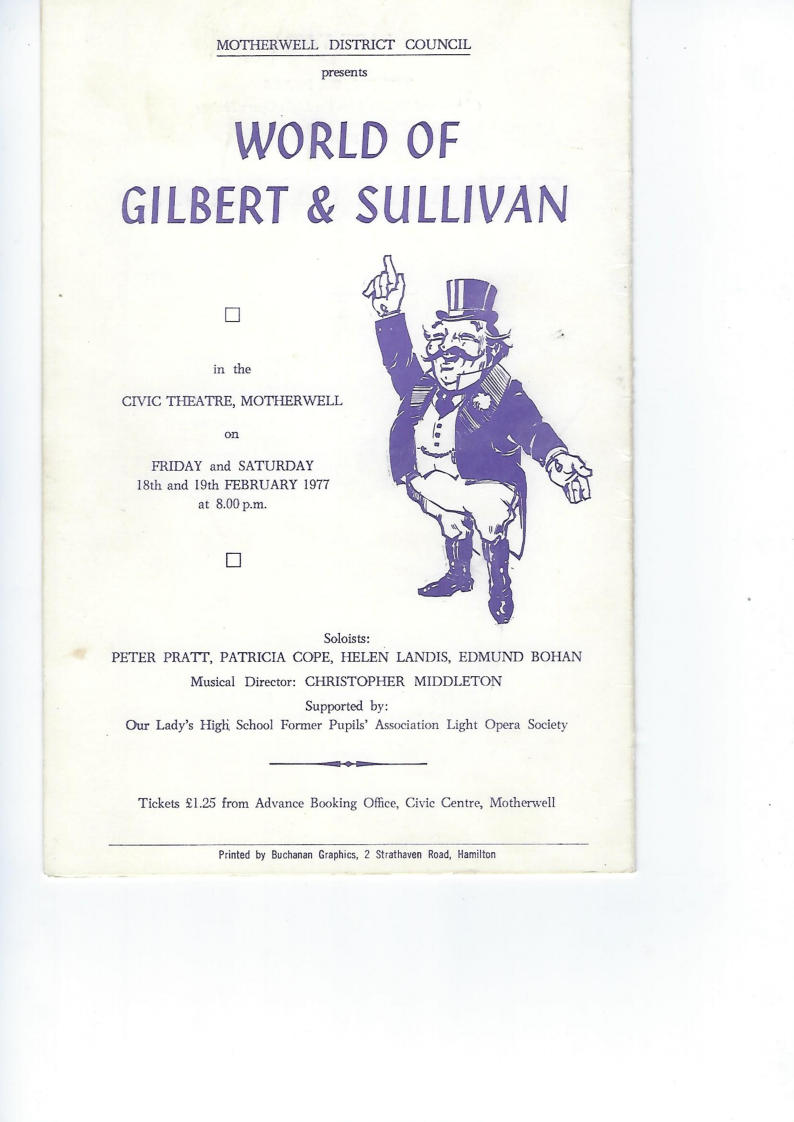 MOTHERWELL DISTRICT COUNCIL
presents
WORLD OF
GILBERT & SULLIVAN
in the
CIVIC THEATRE, MOTHERWELL
on
FRIDAY and SATURDAY
18th and 19th FEBRUARY 1977
at 8.00 p.m.
Soloists:
PETER PRATT, PATRICIA COPE, HELEN LANDIS, EDMUND BOHAN
Musical Director: CHRISTOPHER MIDDLETON
Supported by:
Our Lady's High School Former Pupils' Association Light Opera Society
Tickets £1.25 from Advance Booking Office, Civic Centre, Motherwell
Printed by Buchanan Graphics, 2 Strathaven Road, Hamilton